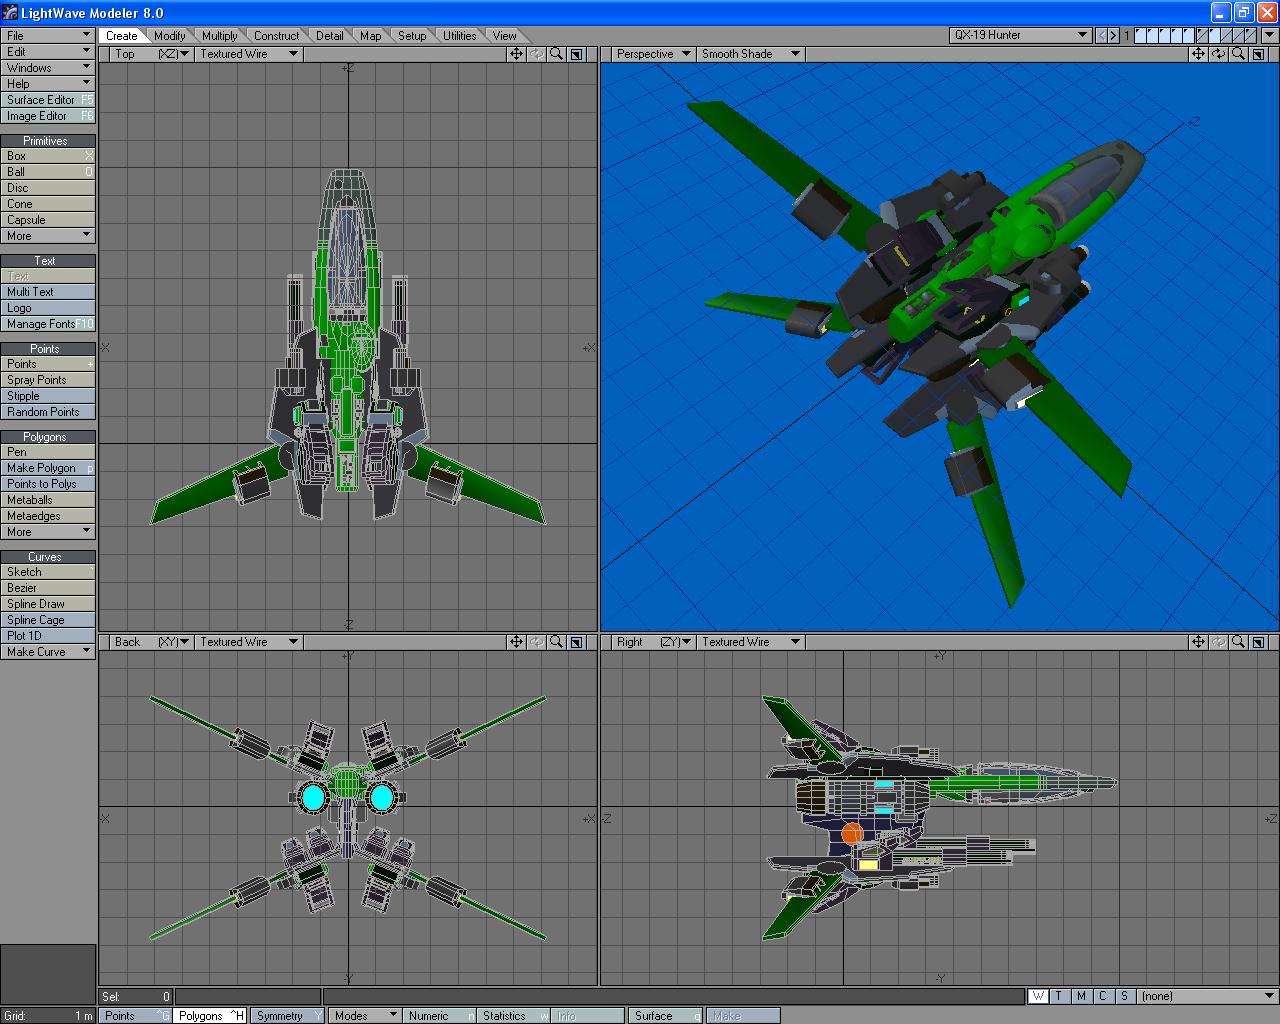 LightWave Modeler 8.0
File
Edit
Windows
Help
Surface Editor F5
Image Editor F6
Primitives
Box X
Ball O
Disc
Cone
Capsule
More
Text
Text
Multi Text
Logo
Manage Fonts F10
Points
Points +
Spray Points
Stipple
Random Points
Polygons
Pen
Make Polygon p
Points to Polys
Metaballs
Metaedges
More
Curves
Sketch
Bezier
Spline Draw
Spline Cage
Plot 1D
Make Curve
Create Modify Multiply Construct Detail Map Setup Utilities View
QX-19 Hunter
1
Top (XZ) Textured Wire
+Z
-X
+X
-Z
Perspective Smooth Shade
+Z
Back (XY) Textured Wire
+Y
-X
+X
-Y
Right (ZY) Textured Wire
+Y
-Z
+Z
-Y
Sel: 0
W T M C S (none)
Grid: 1 m
Points ^G Polygons ^H Symmetry Y Modes Numeric n Statistics w Info Surface q Make